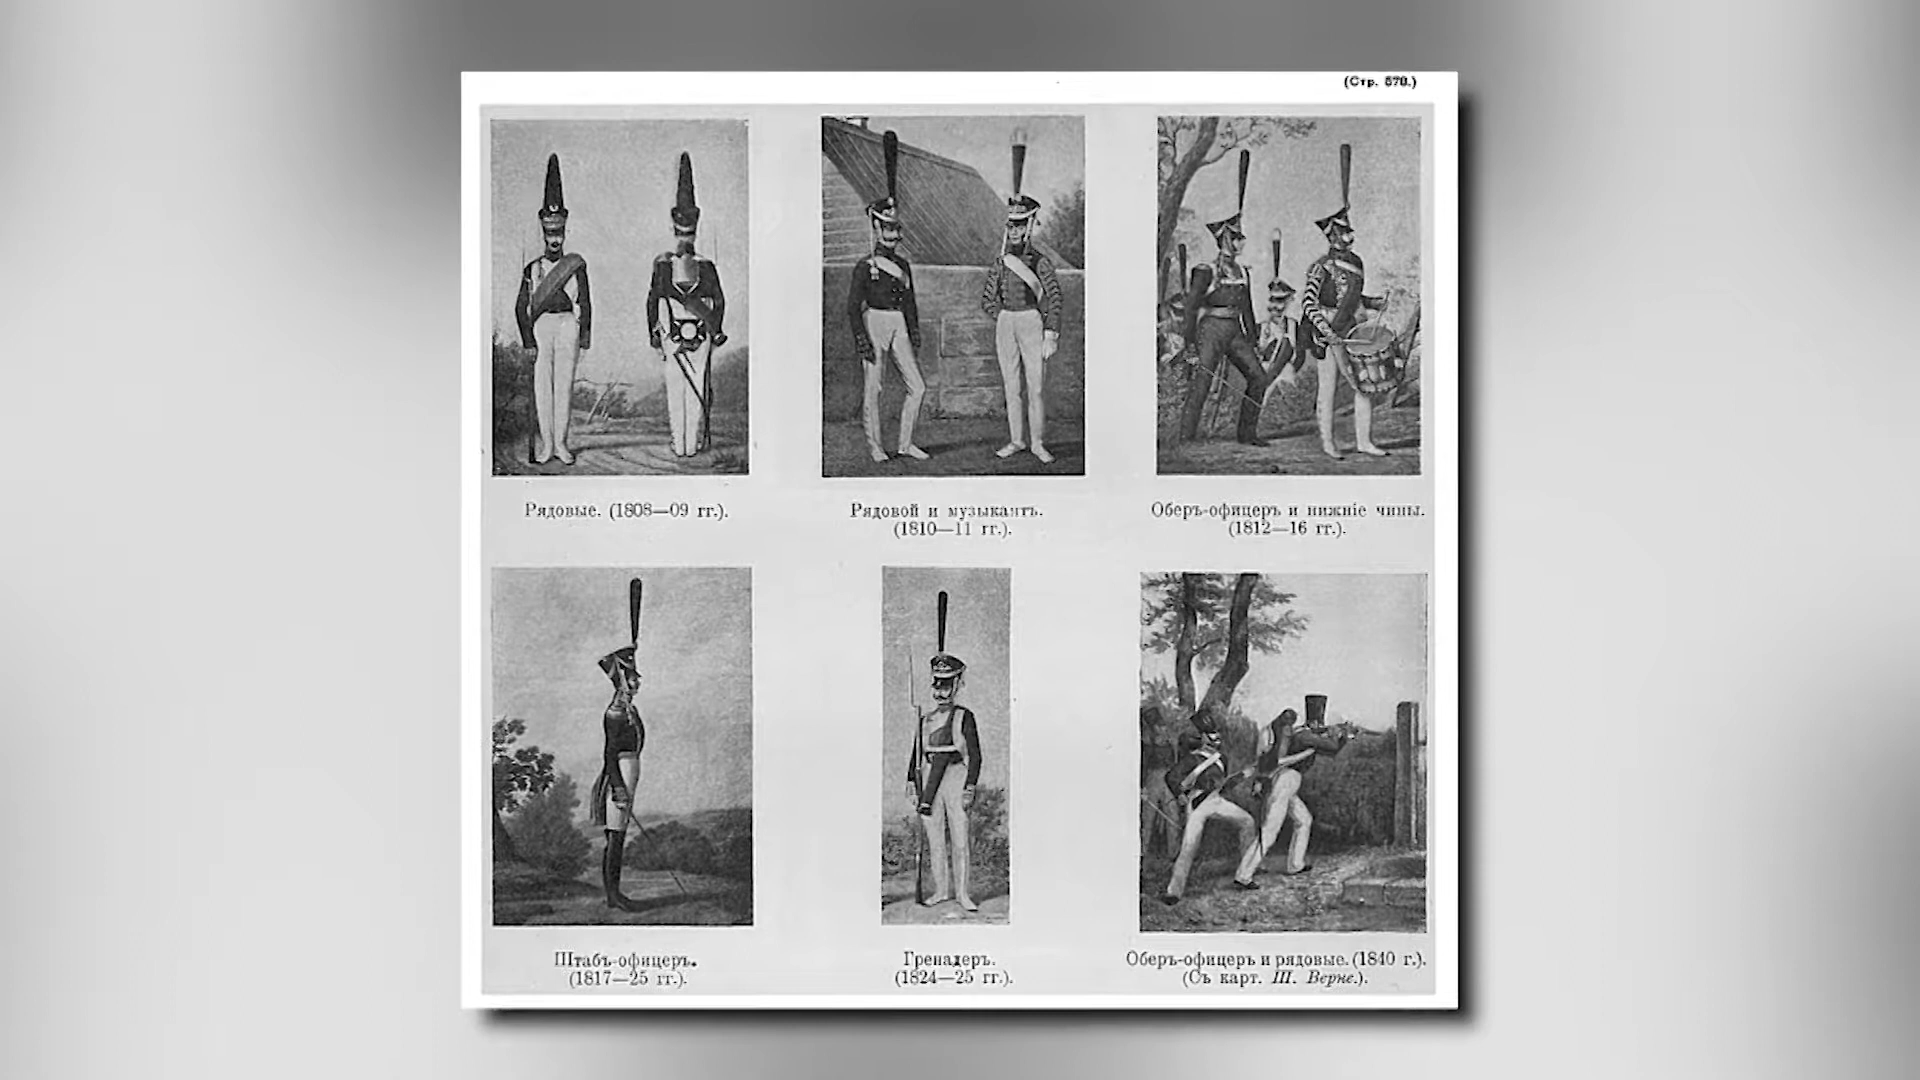 (Стр. 578.)
Рядовые. (1808—09 гг.).
Рядовой и музыкантъ.
(1810—11 гг.).
Оберъ-офицеръ и нижніе чины.
(1812—16 гг.).
Штабъ-офицеръ.
(1817—25 гг.).
Гренадеръ.
(1824—25 гг.).
Оберъ-офицеръ и рядовые. (1840 г.).
(Съ карт. Ш. Верне.).